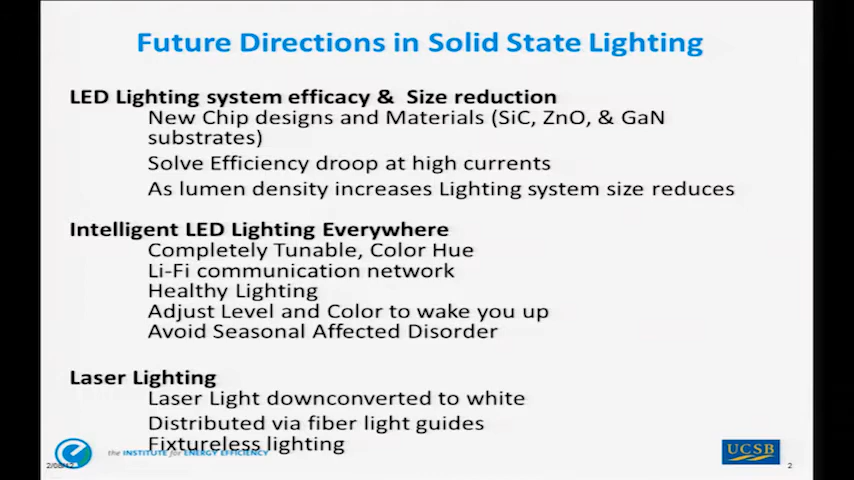 Future Directions in Solid State Lighting
LED Lighting system efficacy & Size reduction
New Chip designs and Materials (SiC, ZnO, & GaN
substrates)
Solve Efficiency droop at high currents
As lumen density increases Lighting system size reduces
Intelligent LED Lighting Everywhere
Completely Tunable, Color Hue
Li-Fi communication network
Healthy Lighting
Adjust Level and Color to wake you up
Avoid Seasonal Affected Disorder
Laser Lighting
Laser Light downconverted to white
Distributed via fiber light guides
Fixtureless lighting
the INSTITUTE for ENERGY EFFICIENCY
UCSB
2